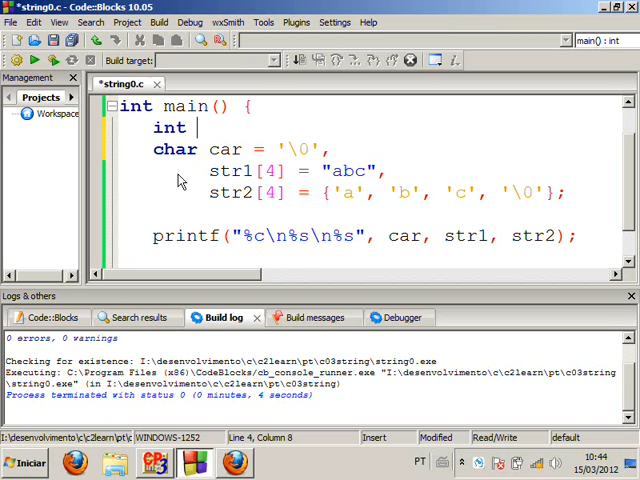 *string0.c - Code::Blocks 10.05
File Edit View Search Project Build Debug wxSmith Tools Plugins Settings Help
Build target:
main() : int
Management
Projects
Workspace
*string0.c
int main() {
int
char car = '\0',
str1[4] = "abc",
str2[4] = {'a', 'b', 'c', '\0'};
printf("%c\n%s\n%s", car, str1, str2);
Logs & others
Code::Blocks Search results Build log Build messages Debugger
0 errors, 0 warnings
Checking for existence: I:\desenvolvimento\c\c2learn\pt\c03string\string0.exe
Executing: C:\Program Files (x86)\CodeBlocks/cb_console_runner.exe "I:\desenvolvimento\c\c2learn\pt\c03string
\string0.exe" (in I:\desenvolvimento\c\c2learn\pt\c03string)
Process terminated with status 0 (0 minutes, 4 seconds)
I:\desenvolvimento\c\c2learn\pt\c WINDOWS-1252 Line 4, Column 8 Insert Modified Read/Write default
Iniciar
PT
10:44
15/03/2012